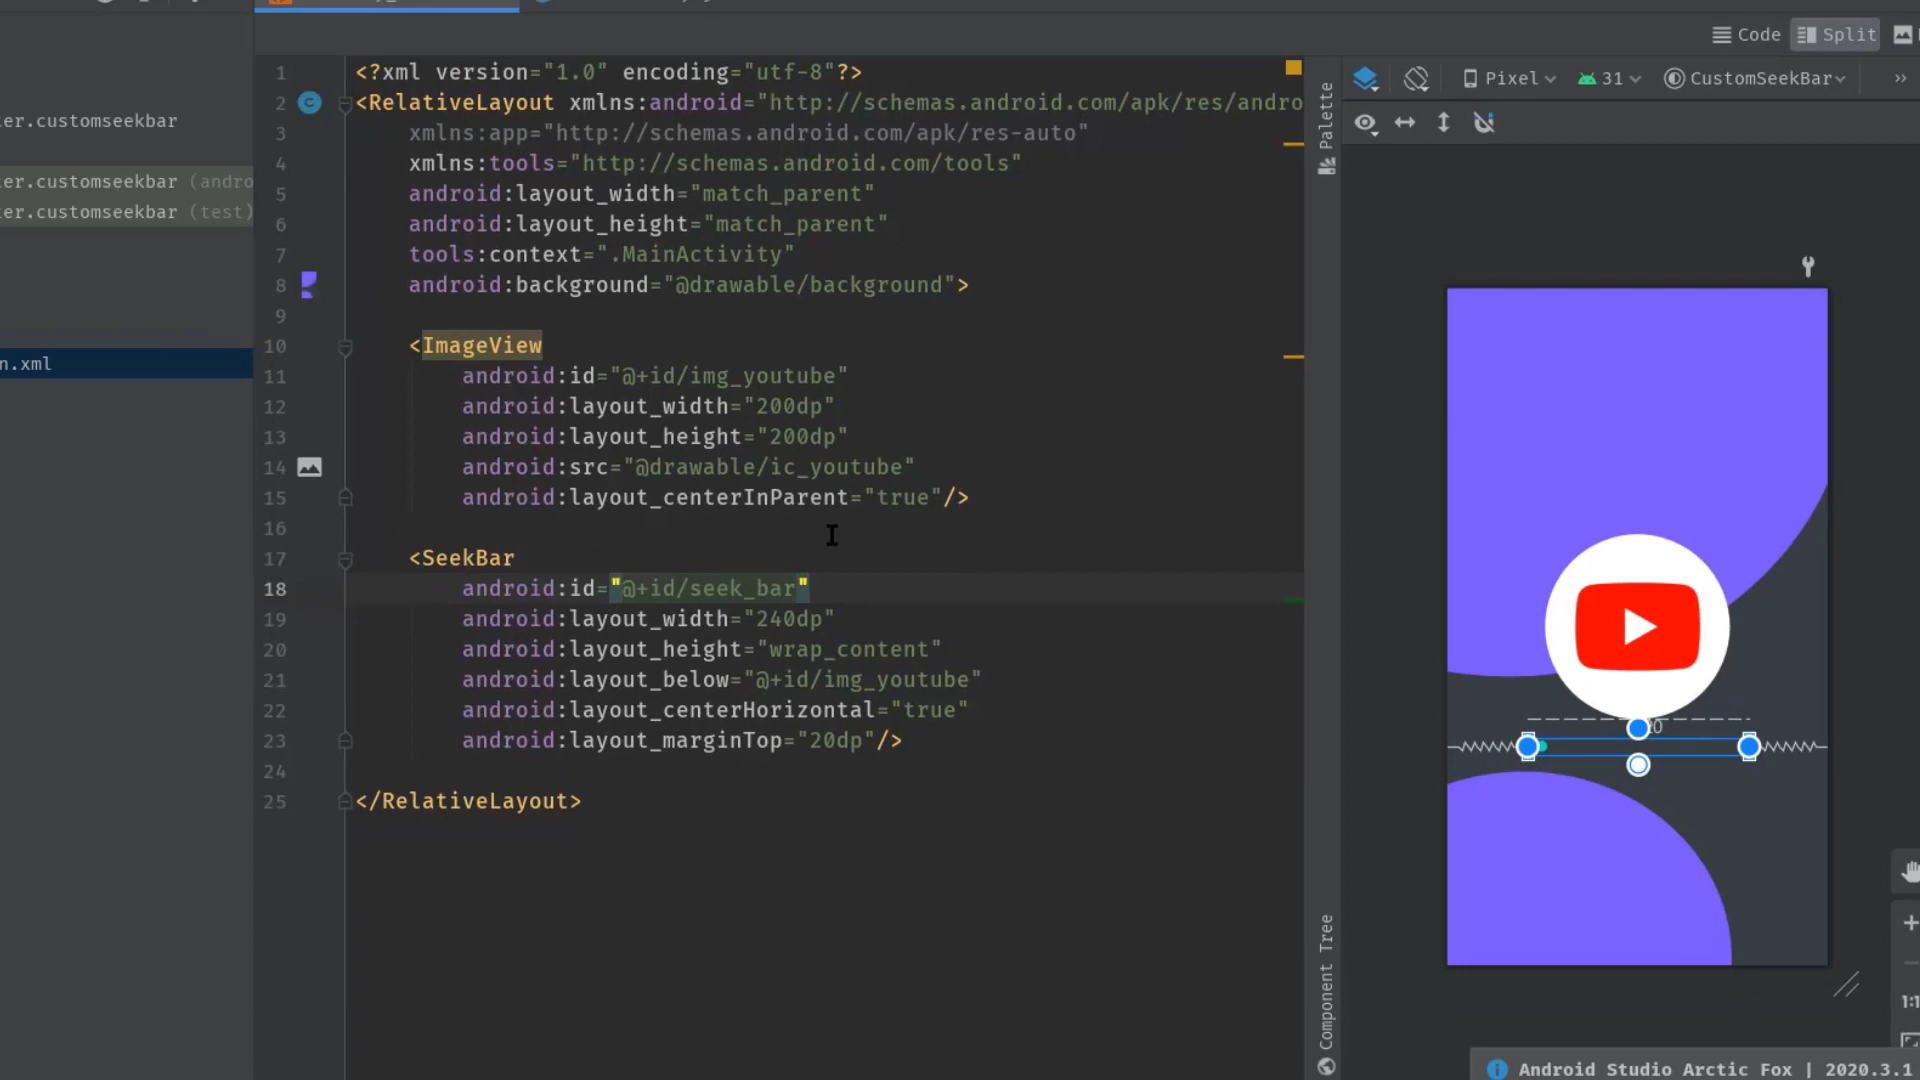 Code Split
er.customseekbar
er.customseekbar (andro
er.customseekbar (test)
n.xml
1 <?xml version="1.0" encoding="utf-8"?>
2 <RelativeLayout xmlns:android="http://schemas.android.com/apk/res/andro
3 xmlns:app="http://schemas.android.com/apk/res-auto"
4 xmlns:tools="http://schemas.android.com/tools"
5 android:layout_width="match_parent"
6 android:layout_height="match_parent"
7 tools:context=".MainActivity"
8 android:background="@drawable/background">
9
10 <ImageView
11 android:id="@+id/img_youtube"
12 android:layout_width="200dp"
13 android:layout_height="200dp"
14 android:src="@drawable/ic_youtube"
15 android:layout_centerInParent="true"/>
16
17 <SeekBar
18 android:id="@+id/seek_bar"
19 android:layout_width="240dp"
20 android:layout_height="wrap_content"
21 android:layout_below="@+id/img_youtube"
22 android:layout_centerHorizontal="true"
23 android:layout_marginTop="20dp"/>
24
25 </RelativeLayout>
Palette
Component Tree
Pixel 31 CustomSeekBar
20
1:1
Android Studio Arctic Fox | 2020.3.1